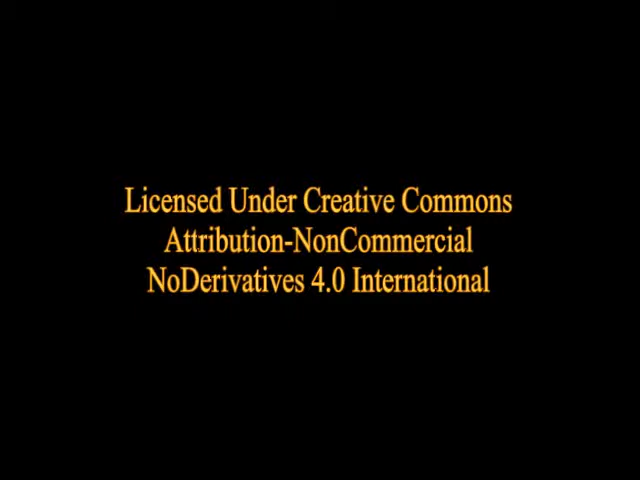 Licensed Under Creative Commons
Attribution-NonCommercial
NoDerivatives 4.0 International